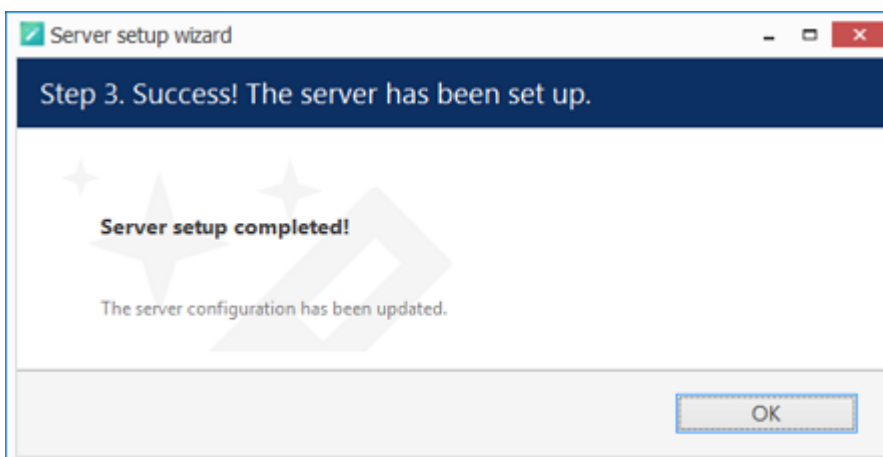 Server setup wizard
Step 3. Success! The server has been set up.
Server setup completed!
The server configuration has been updated.
OK